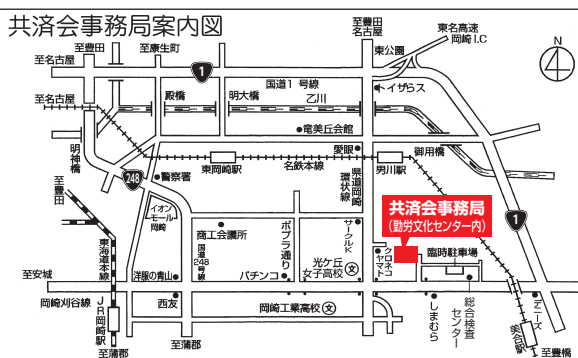 共済会事務局案内図
至豊田
至康生町
至豊田
名古屋
東名高速
岡崎I.C
至名古屋
東公園
N
1
国道1号線
トイザらス
至名古屋
殿橋
明大橋
乙川
竜美丘会館
明神橋
愛眼
御用橋
248
警察署
東岡崎駅
名鉄本線
県道岡崎
環状線
男川駅
至豊田
イオン
モール
岡崎
共済会事務局
(勤労文化センター内)
1
東海道本線
商工会議所
国道248号線
ポプラ通り
サークルK
光ケ丘
女子高校
文
クロネコ
ヤマト
臨時駐車場
至安城
洋服の青山
パチンコ
岡崎刈谷線
JR岡崎駅
西友
岡崎工業高校
文
しまむら
総合検査
センター
デニーズ
美合駅
至蒲郡
至蒲郡
至豊橋